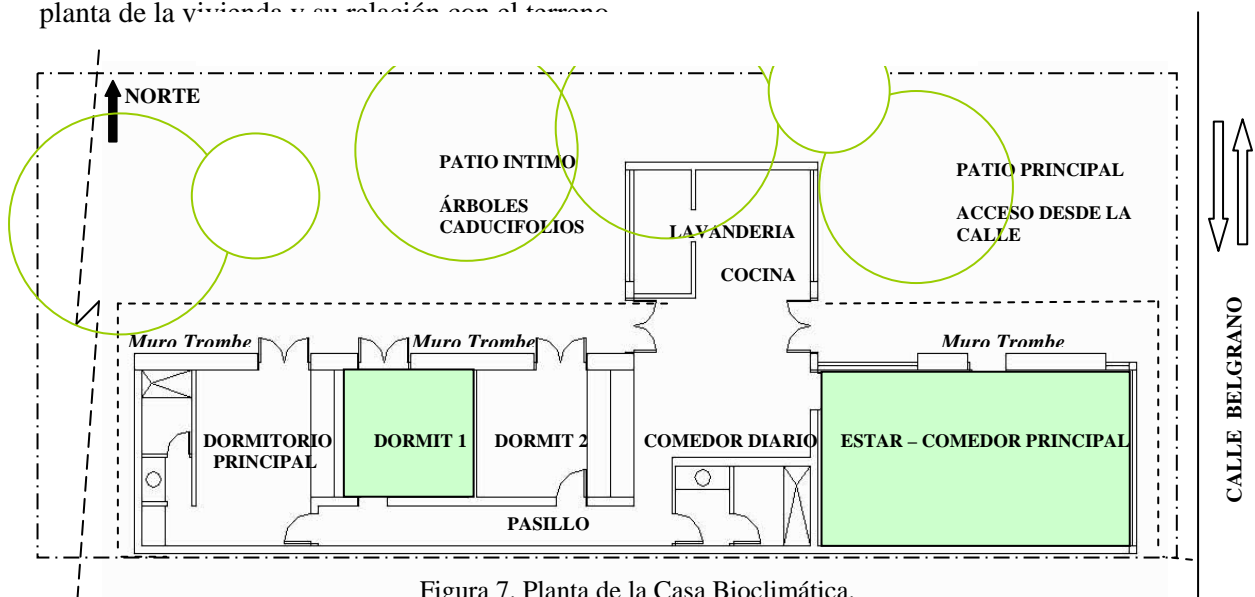 planta de la vivienda y su relación con el terreno
NORTE
PATIO INTIMO
ÁRBOLES
CADUCIFOLIOS
PATIO PRINCIPAL
ACCESO DESDE LA
CALLE
LAVANDERIA
COCINA
CALLE BELGRANO
Muro Trombe
Muro Trombe
Muro Trombe
DORMITORIO
PRINCIPAL
DORMIT 1
DORMIT 2
COMEDOR DIARIO
ESTAR – COMEDOR PRINCIPAL
PASILLO
Figura 7. Planta de la Casa Bioclimática.